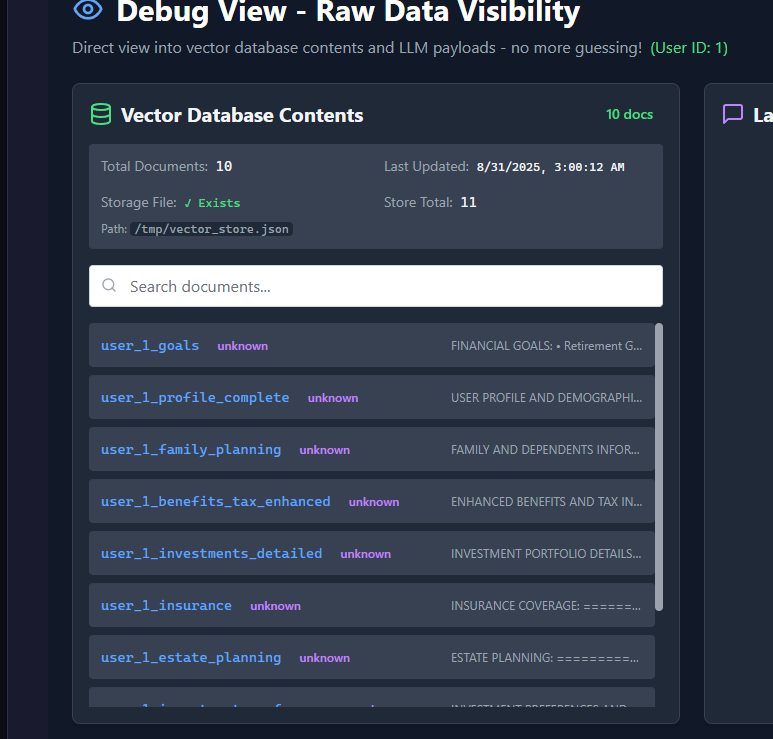 Debug View - Raw Data Visibility
Direct view into vector database contents and LLM payloads - no more guessing! (User ID: 1)
Vector Database Contents
10 docs
La
Total Documents: 10
Last Updated: 8/31/2025, 3:00:12 AM
Storage File: ✓ Exists
Store Total: 11
Path: /tmp/vector_store.json
Search documents...
user_1_goals unknown FINANCIAL GOALS: • Retirement G...
user_1_profile_complete unknown USER PROFILE AND DEMOGRAPHI...
user_1_family_planning unknown FAMILY AND DEPENDENTS INFOR...
user_1_benefits_tax_enhanced unknown ENHANCED BENEFITS AND TAX IN...
user_1_investments_detailed unknown INVESTMENT PORTFOLIO DETAILS...
user_1_insurance unknown INSURANCE COVERAGE: ======...
user_1_estate_planning unknown ESTATE PLANNING: =========...